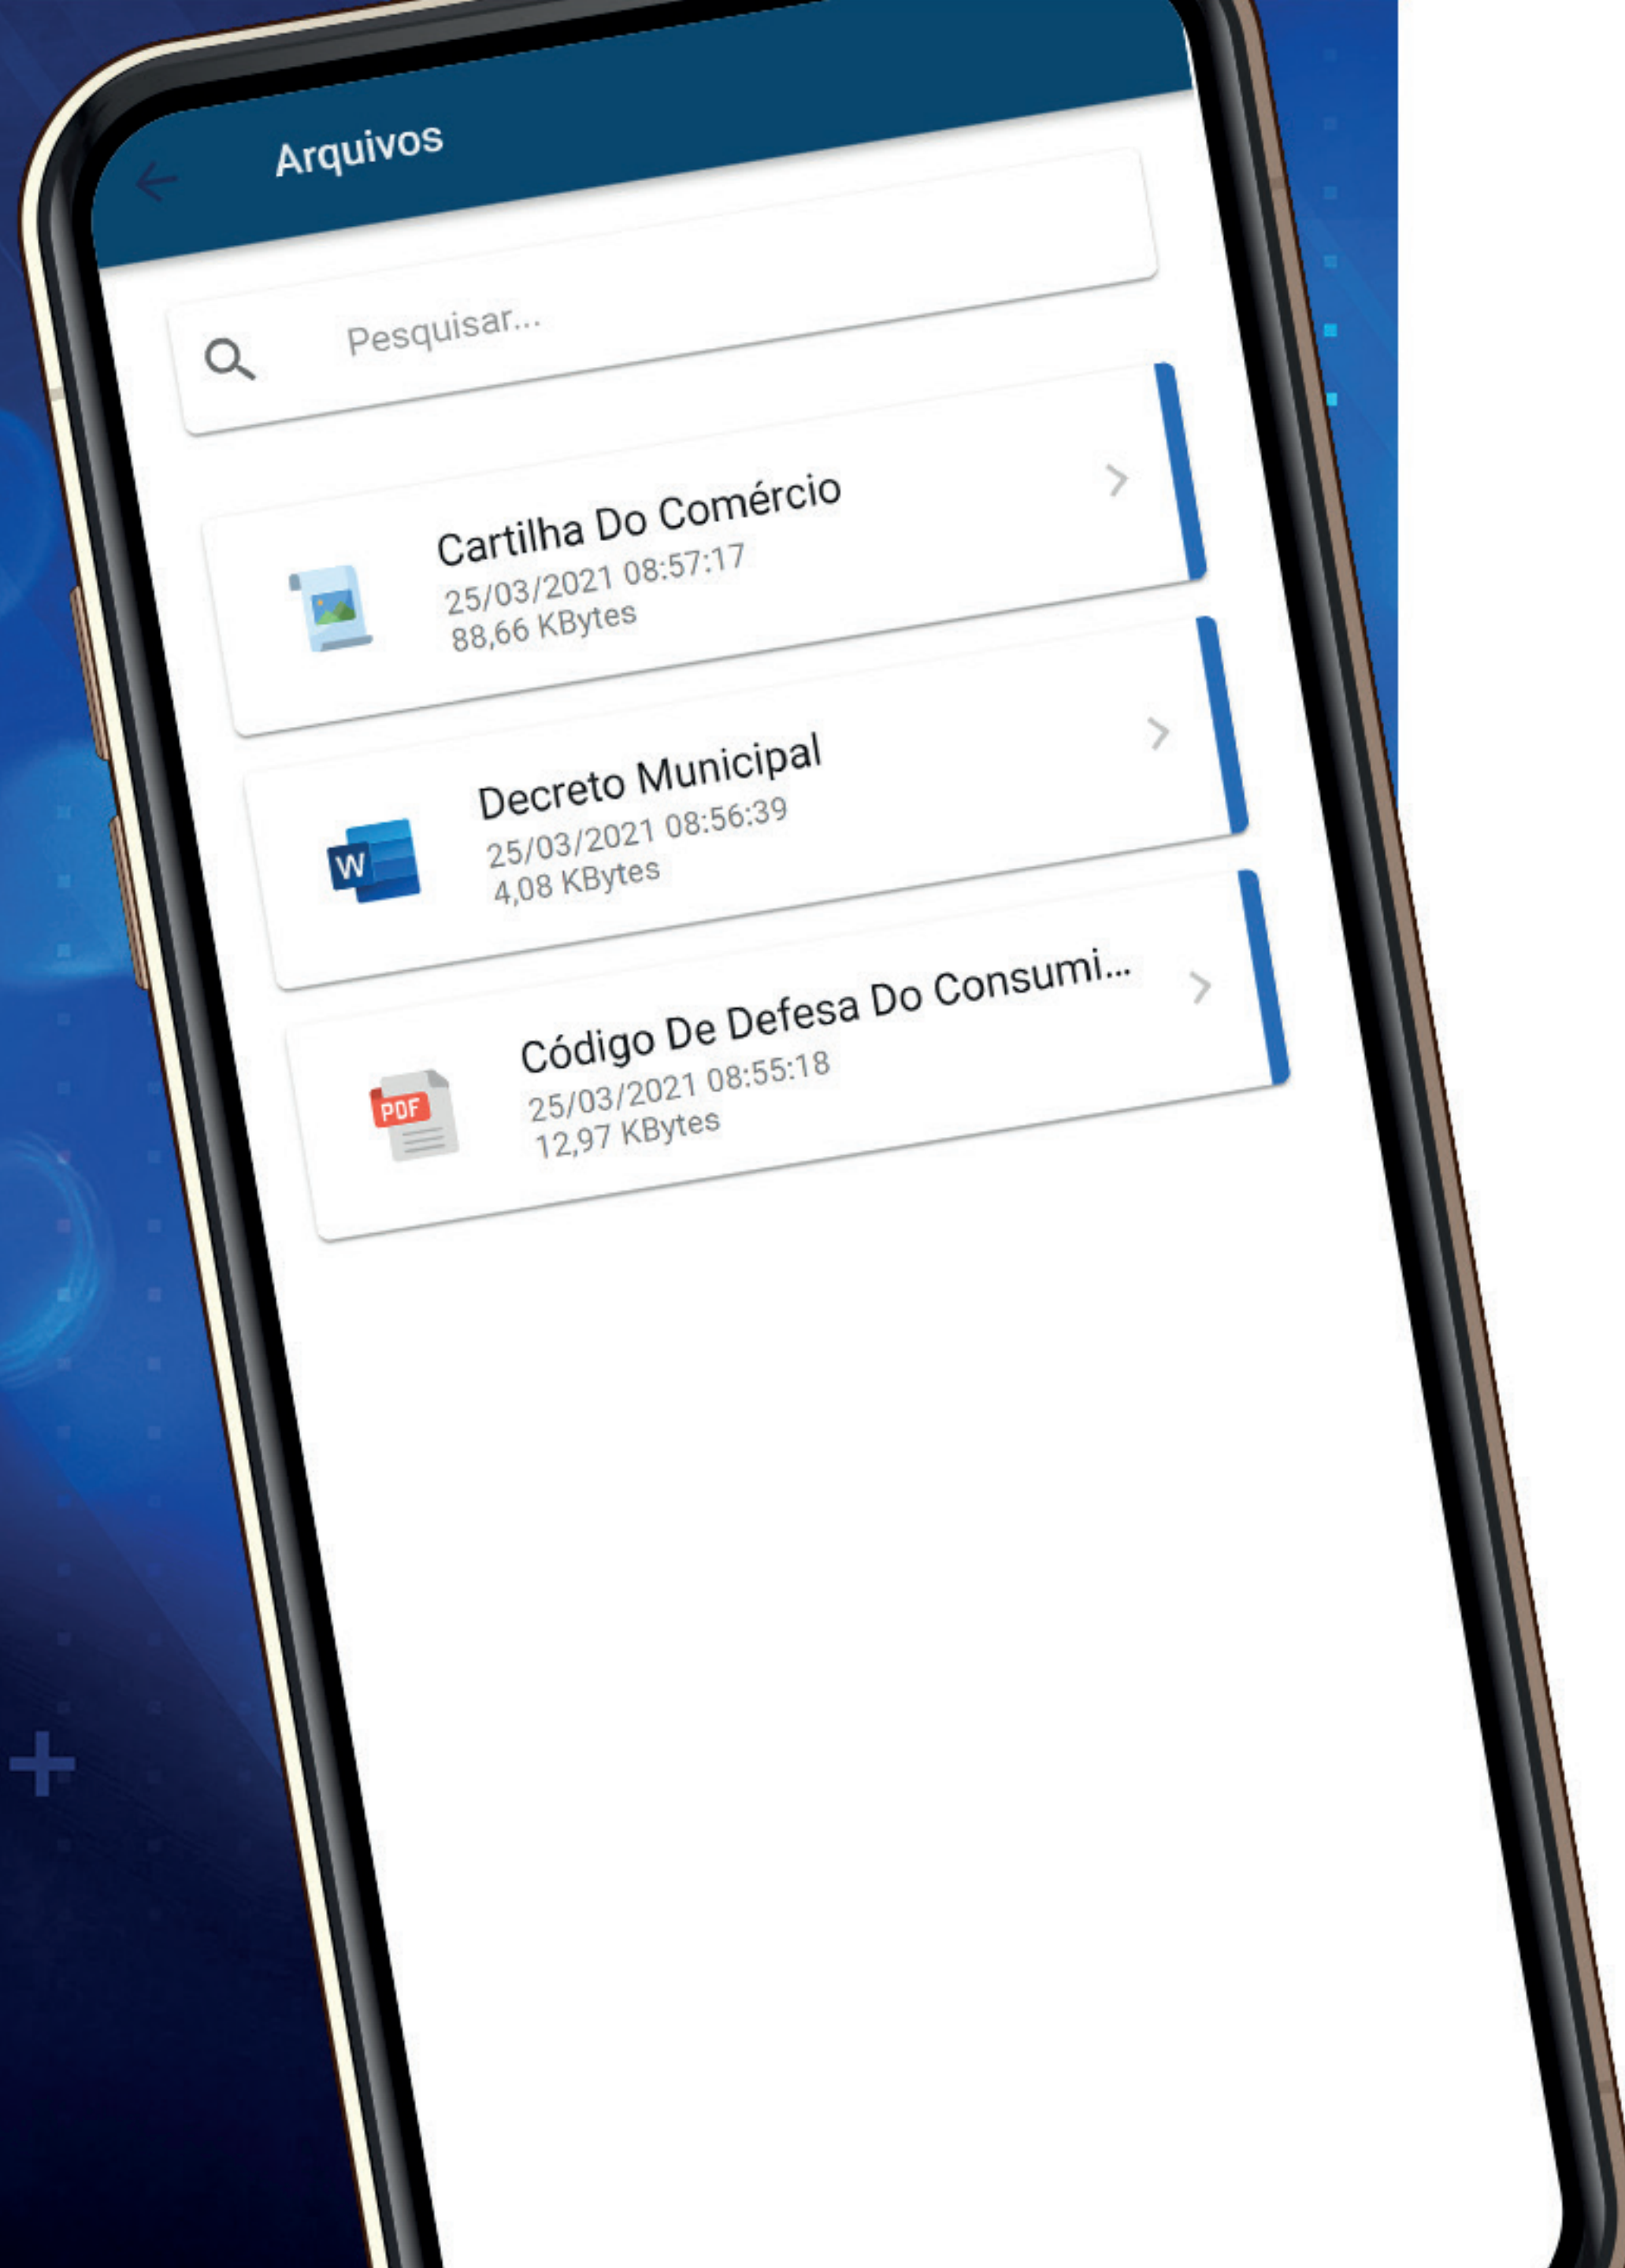 Arquivos
Pesquisar...
Cartilha Do Comércio
25/03/2021 08:57:17
88,66 KBytes
W
Decreto Municipal
25/03/2021 08:56:39
4,08 KBytes
PDF
Código De Defesa Do Consumi...
25/03/2021 08:55:18
12,97 KBytes